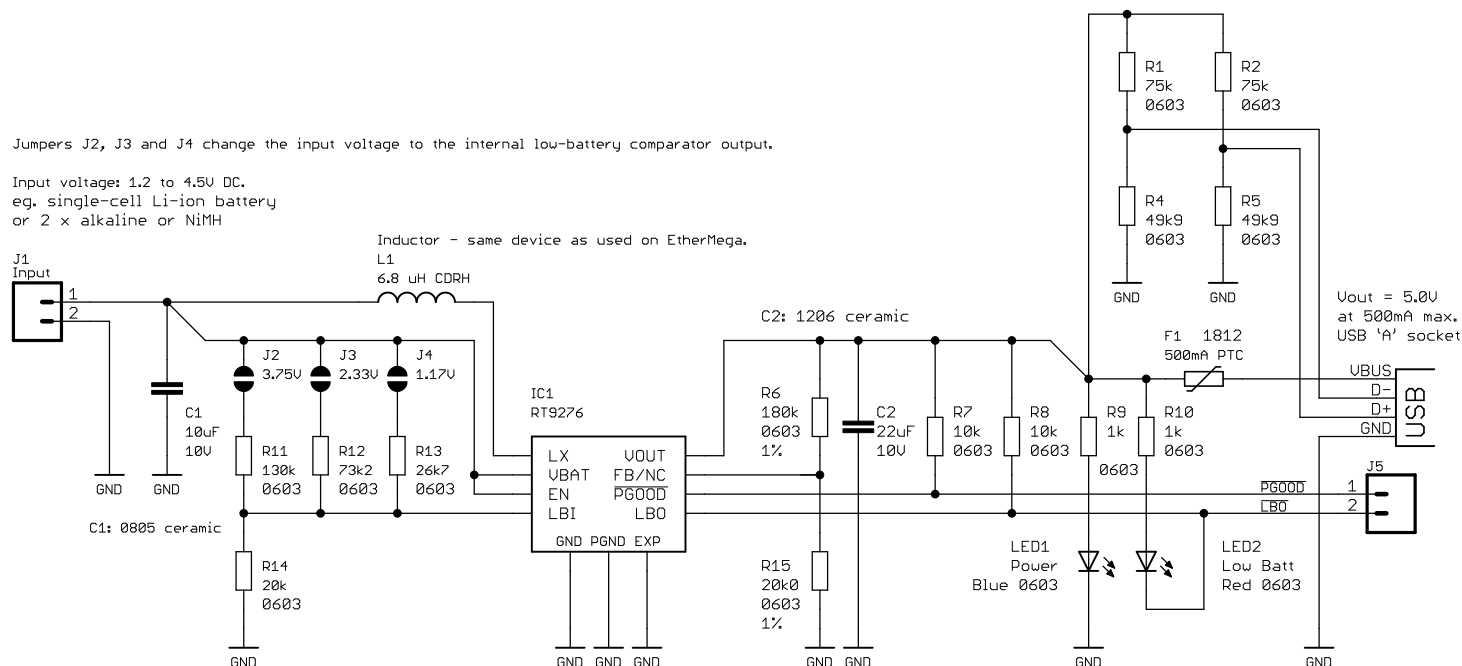 Jumpers J2, J3 and J4 change the input voltage to the internal low-battery comparator output.
Input voltage: 1.2 to 4.5V DC.
eg. single-cell Li-ion battery
or 2 x alkaline or NiMH
Inductor - same device as used on EtherMega.
L1
6.8 uH CDRH
J1
Input
1
2
GND
C1
10uF
10V
GND
C1: 0805 ceramic
J2
3.75V
J3
2.33V
J4
1.17V
R11
130k
0603
R12
73k2
0603
R13
26k7
0603
R14
20k
0603
GND
IC1
RT9276
LX
VBAT
EN
LBI
VOUT
FB/NC
PGOOD
LBO
GND PGND EXP
GND
GND
GND
C2: 1206 ceramic
R6
180k
0603
1%
C2
22uF
10V
R7
10k
0603
R8
10k
0603
R15
20k0
0603
1%
GND
GND
R9
1k
0603
R10
1k
0603
LED1
Power
Blue 0603
LED2
Low Batt
Red 0603
GND
R1
75k
0603
R2
75k
0603
R4
49k9
0603
R5
49k9
0603
GND
GND
F1 1812
500mA PTC
Vout = 5.0V
at 500mA max.
USB 'A' socket
VBUS
D-
D+
GND
USB
J5
PGOOD
1
LBO
2
GND